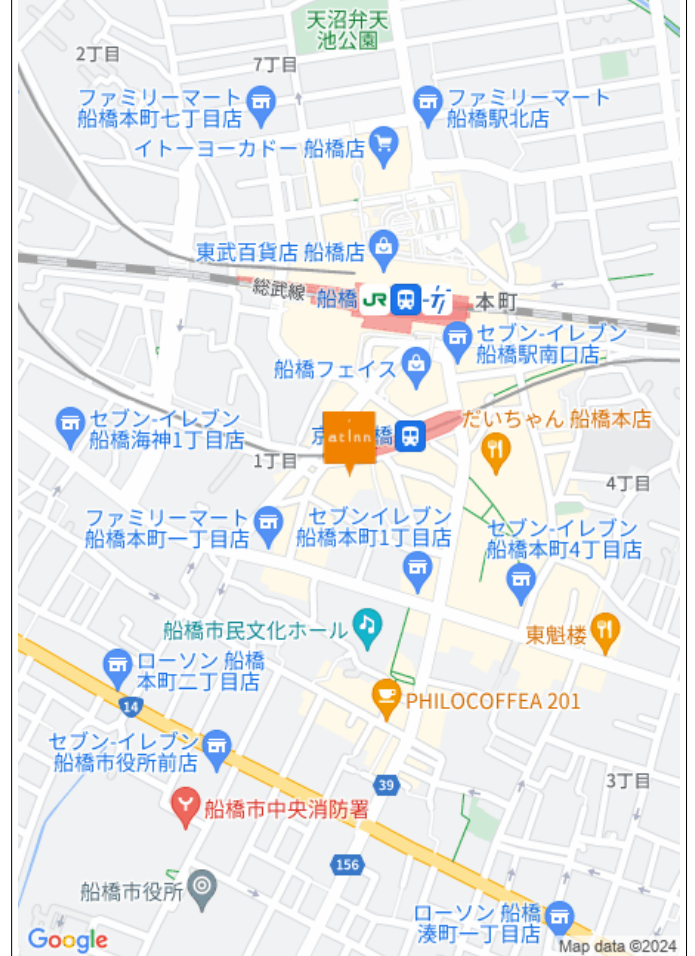 天沼弁天
池公園
2丁目
7丁目
ファミリーマート
船橋本町七丁目店
ファミリーマート
船橋駅北店
イトーヨーカドー 船橋店
東武百貨店 船橋店
総武線
船橋
JR
本町
セブン-イレブン
船橋駅南口店
船橋フェイス
セブン-イレブン
船橋海神1丁目店
at inn
京
橋
だいちゃん 船橋本店
1丁目
4丁目
ファミリーマート
船橋本町一丁目店
セブンイレブン
船橋本町1丁目店
セブン-イレブン
船橋本町4丁目店
船橋市民文化ホール
東魁楼
ローソン 船橋
本町二丁目店
14
PHILOCOFFEA 201
セブン-イレブン
船橋市役所前店
39
3丁目
船橋市中央消防署
156
船橋市役所
ローソン 船橋
湊町一丁目店
Google
Map data ©2024